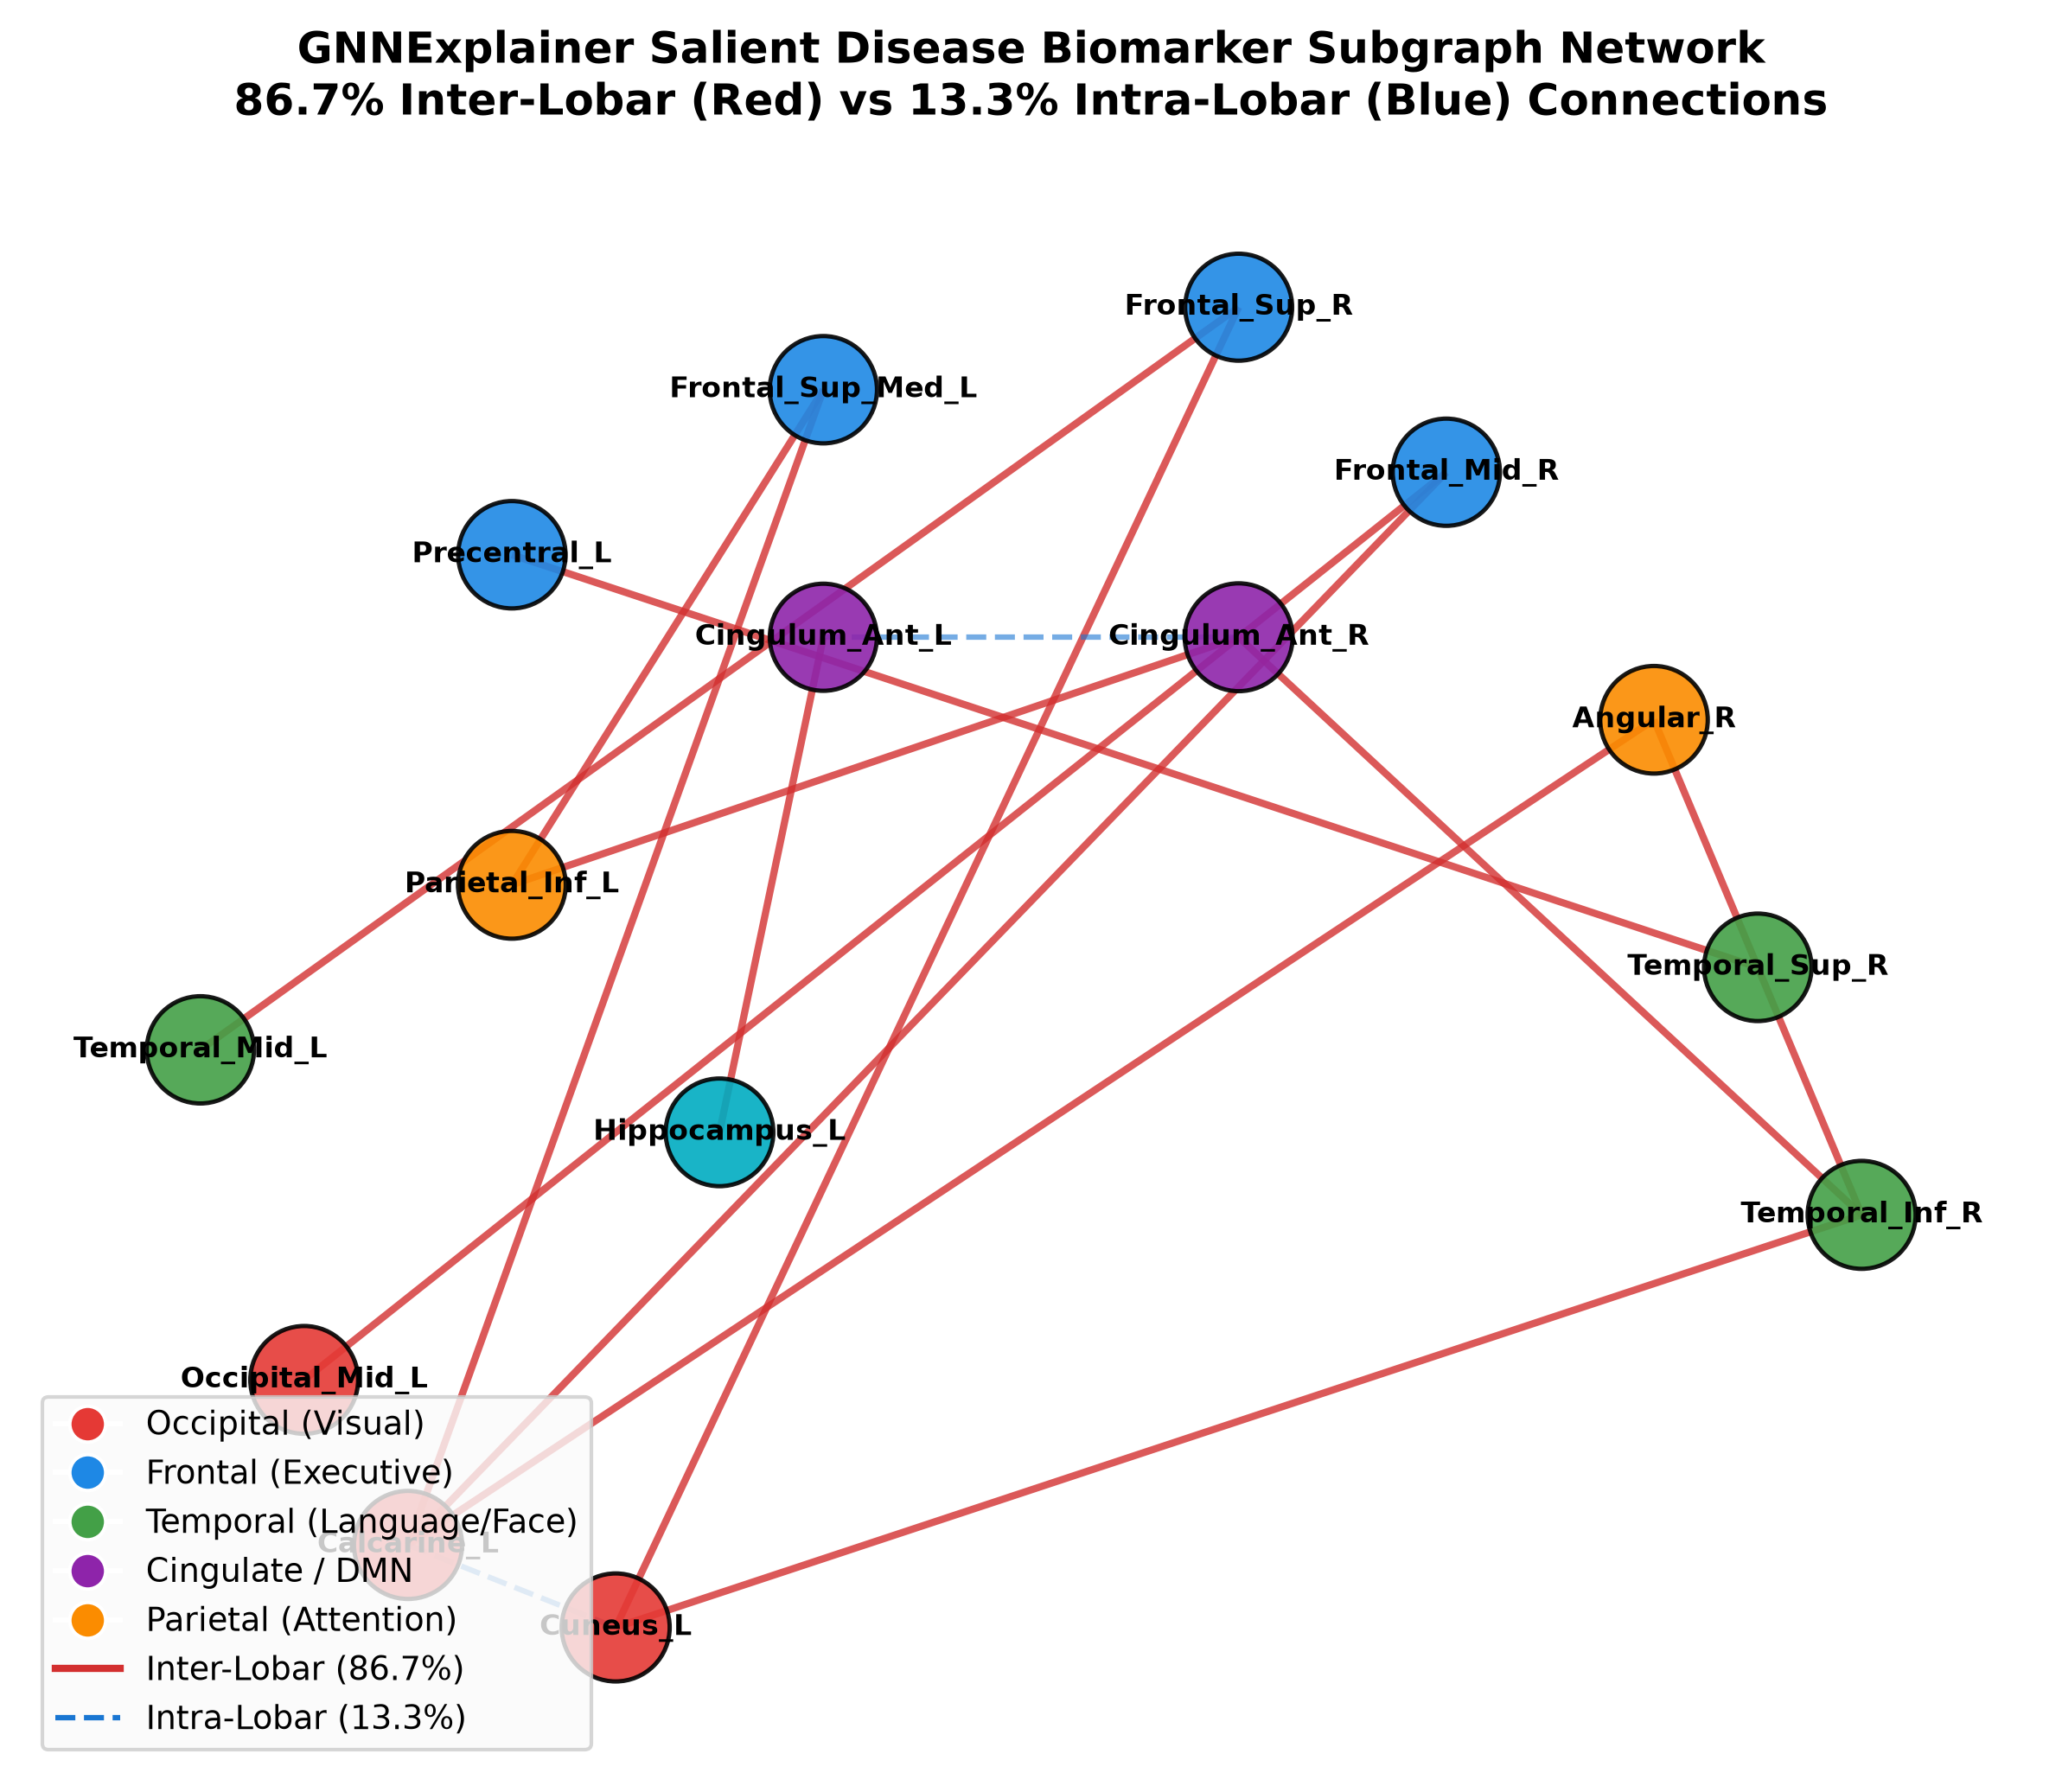 GNNExplainer Salient Disease Biomarker Subgraph Network
86.7% Inter-Lobar (Red) vs 13.3% Intra-Lobar (Blue) Connections
Frontal_Sup_R
Frontal_Sup_Med_L
Frontal_Mid_R
Precentral_L
Cingulum_Ant_L
Cingulum_Ant_R
Angular_R
Parietal_Inf_L
Temporal_Sup_R
Temporal_Mid_L
Hippocampus_L
Temporal_Inf_R
Occipital_Mid_L
Calcarine_L
Cuneus_L
Occipital (Visual)
Frontal (Executive)
Temporal (Language/Face)
Cingulate / DMN
Parietal (Attention)
Inter-Lobar (86.7%)
Intra-Lobar (13.3%)